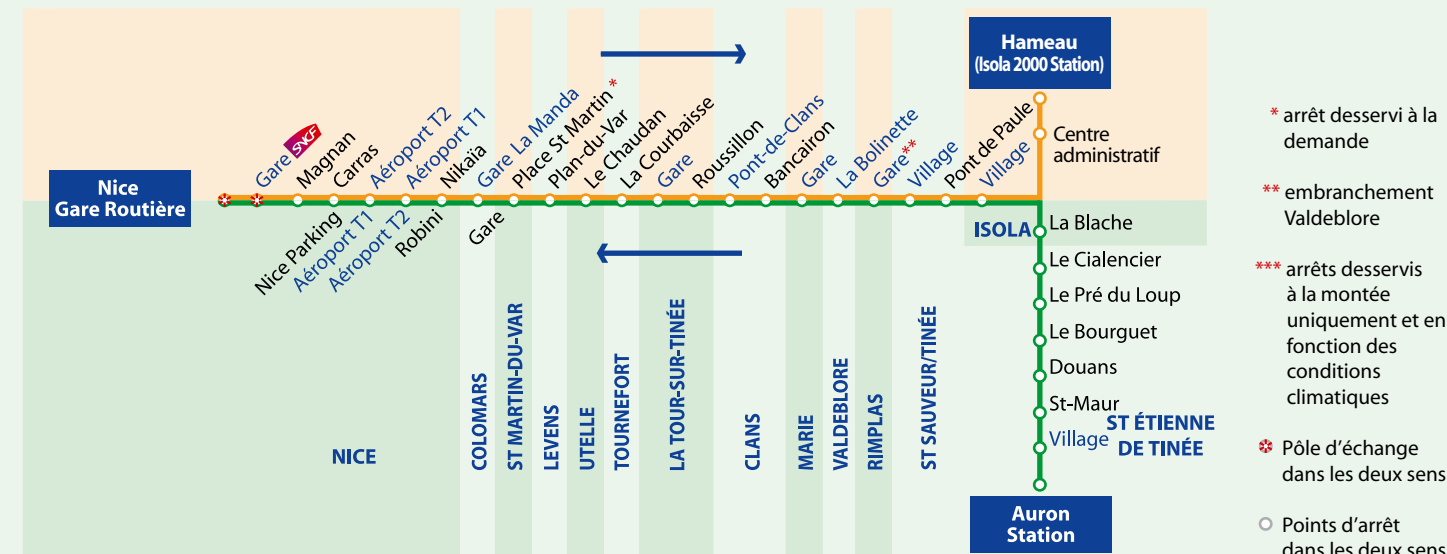 Hameau
(Isola 2000 Station)
Nice
Gare Routière
Gare
SNCF
Magnan
Carras
Aéroport T2
Aéroport T1
Nikaïa
Gare La Manda
Place St Martin *
Plan-du-Var
Le Chaudan
La Courbaisse
Gare
Roussillon
Pont-de-Clans
Bancairon
Gare
La Bolinette
Gare**
Village
Pont de Paule
Village
Centre
administratif
Nice Parking
Aéroport T1
Aéroport T2
Robini
Gare
ISOLA
La Blache
Le Cialencier
Le Pré du Loup
Le Bourguet
Douans
St-Maur
Village
ST ÉTIENNE
DE TINÉE
Auron
Station
NICE
COLOMARS
ST MARTIN-DU-VAR
LEVENS
UTELLE
TOURNEFORT
LA TOUR-SUR-TINÉE
CLANS
MARIE
VALDEBLORE
RIMPLAS
ST SAUVEUR/TINÉE
* arrêt desservi à la
demande
** embranchement
Valdeblore
*** arrêts desservis
à la montée
uniquement et en
fonction des
conditions
climatiques
Pôle d'échange
dans les deux sens
Points d'arrêt
dans les deux sens